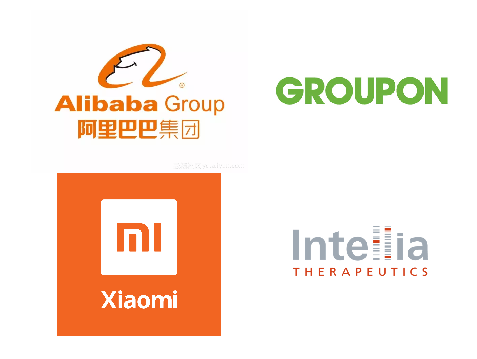 Alibaba Group
阿里巴巴集团
GROUPON
mi
Xiaomi
Intellia
THERAPEUTICS